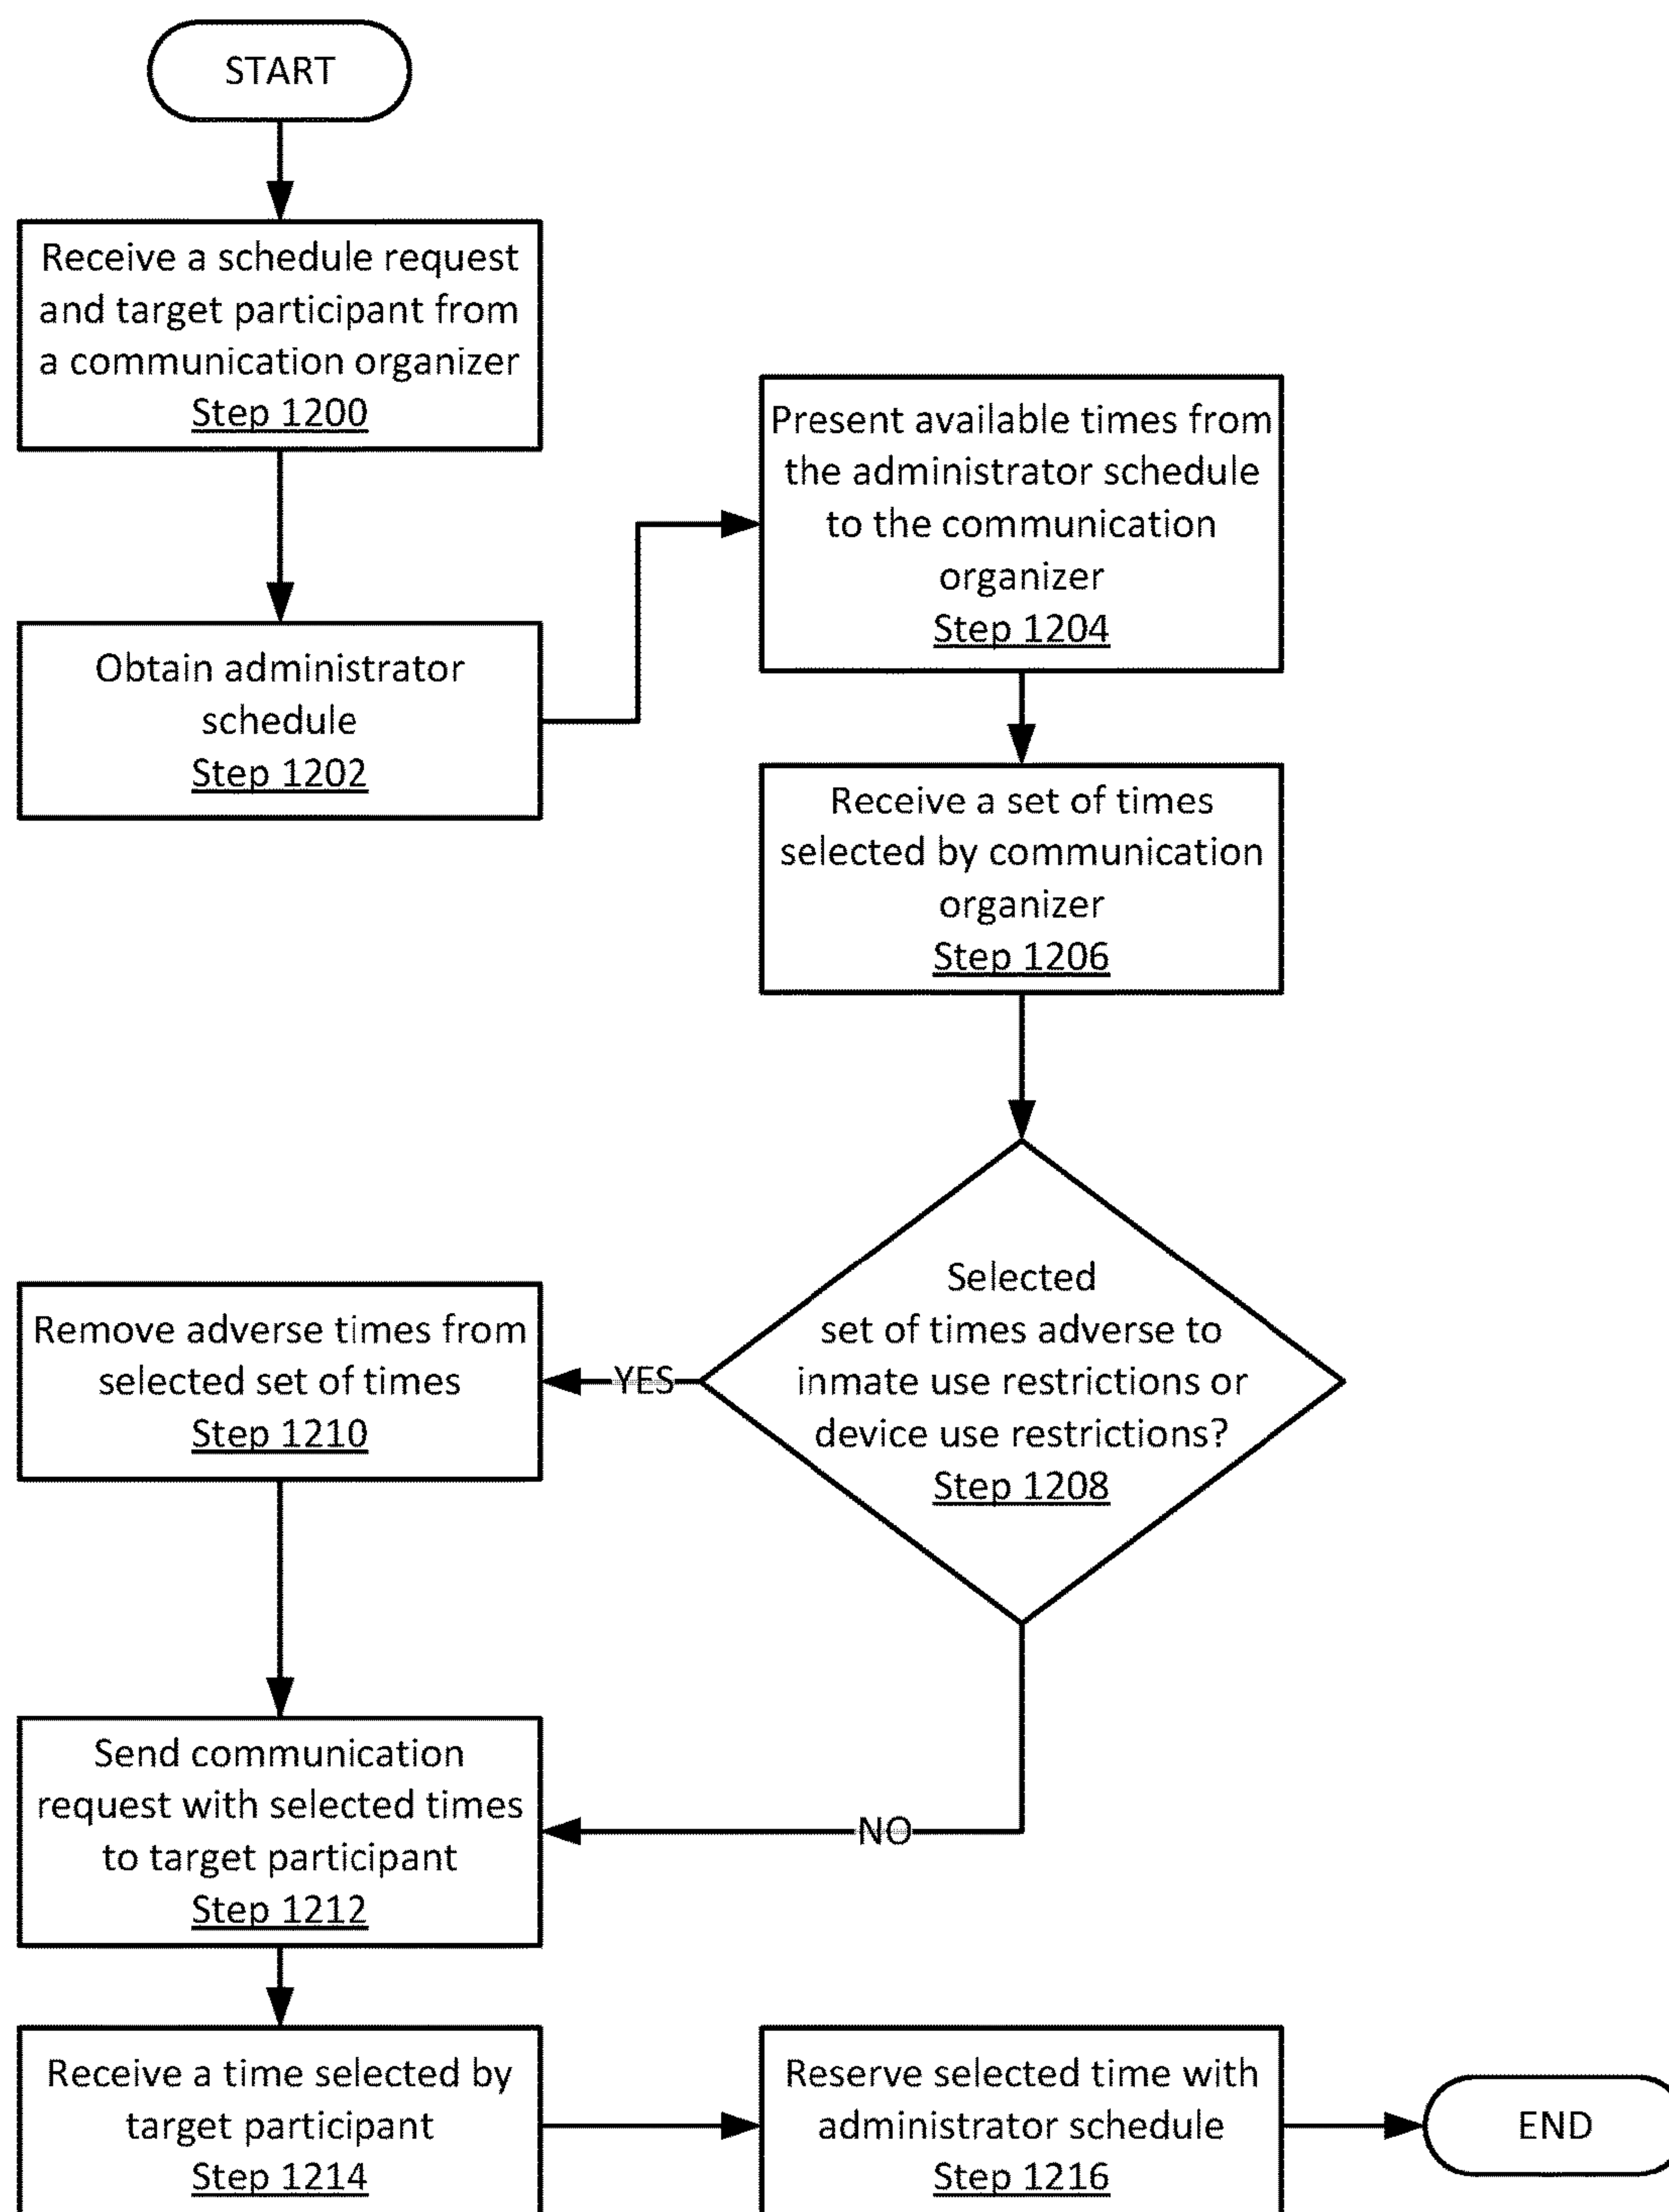 START
Receive a schedule request
and target participant from
a communication organizer
Step 1200
Obtain administrator
schedule
Step 1202
Present available times from
the administrator schedule
to the communication
organizer
Step 1204
Receive a set of times
selected by communication
organizer
Step 1206
Selected
set of times adverse to
inmate use restrictions or
device use restrictions?
Step 1208
YES
Remove adverse times from
selected set of times
Step 1210
NO
Send communication
request with selected times
to target participant
Step 1212
Receive a time selected by
target participant
Step 1214
Reserve selected time with
administrator schedule
Step 1216
END